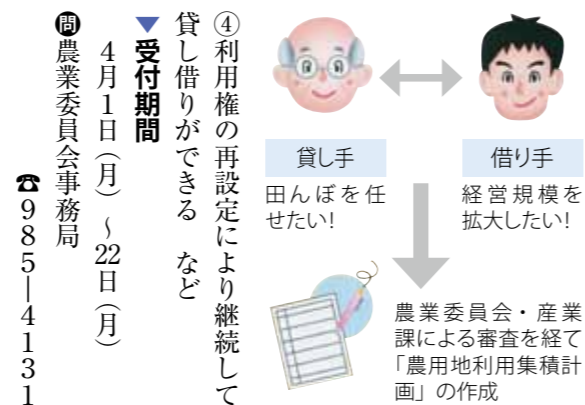 ④利用権の再設定により継続して
貸し借りができる　など
▼受付期間
４月１日（月）～22日（月）
問農業委員会事務局
☎９８５―４１３１
貸し手
田んぼを任
せたい！
借り手
経営規模を
拡大したい！
農業委員会・産業
課による審査を経て
「農用地利用集積計
画」の作成